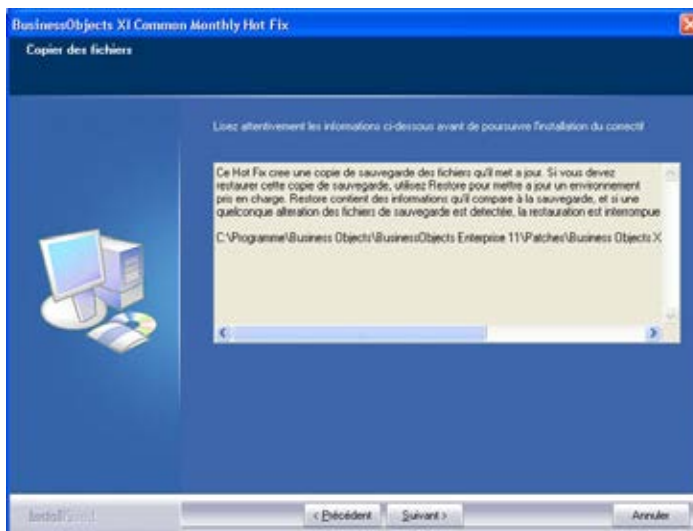 BusinessObjects XI Common Monthly Hot Fix
Copier des fichiers
Lisez attentivement les informations ci-dessous avant de poursuivre l'installation du correctif
Ce Hot Fix cree une copie de sauvegarde des fichiers qu'il met a jour. Si vous devez
restaurer cette copie de sauvegarde, utilisez Restore pour mettre a jour un environnement
pris en charge. Restore contient des informations qu'il compare à la sauvegarde, et si une
quelconque alteration des fichiers de sauvegarde est detectée, la restauration est interrompue
C:\Programme\Business Objects\BusinessObjects Enterprise 11\Patches\Business Objects X
InstallShield
< Précédent
Suivant >
Annuler